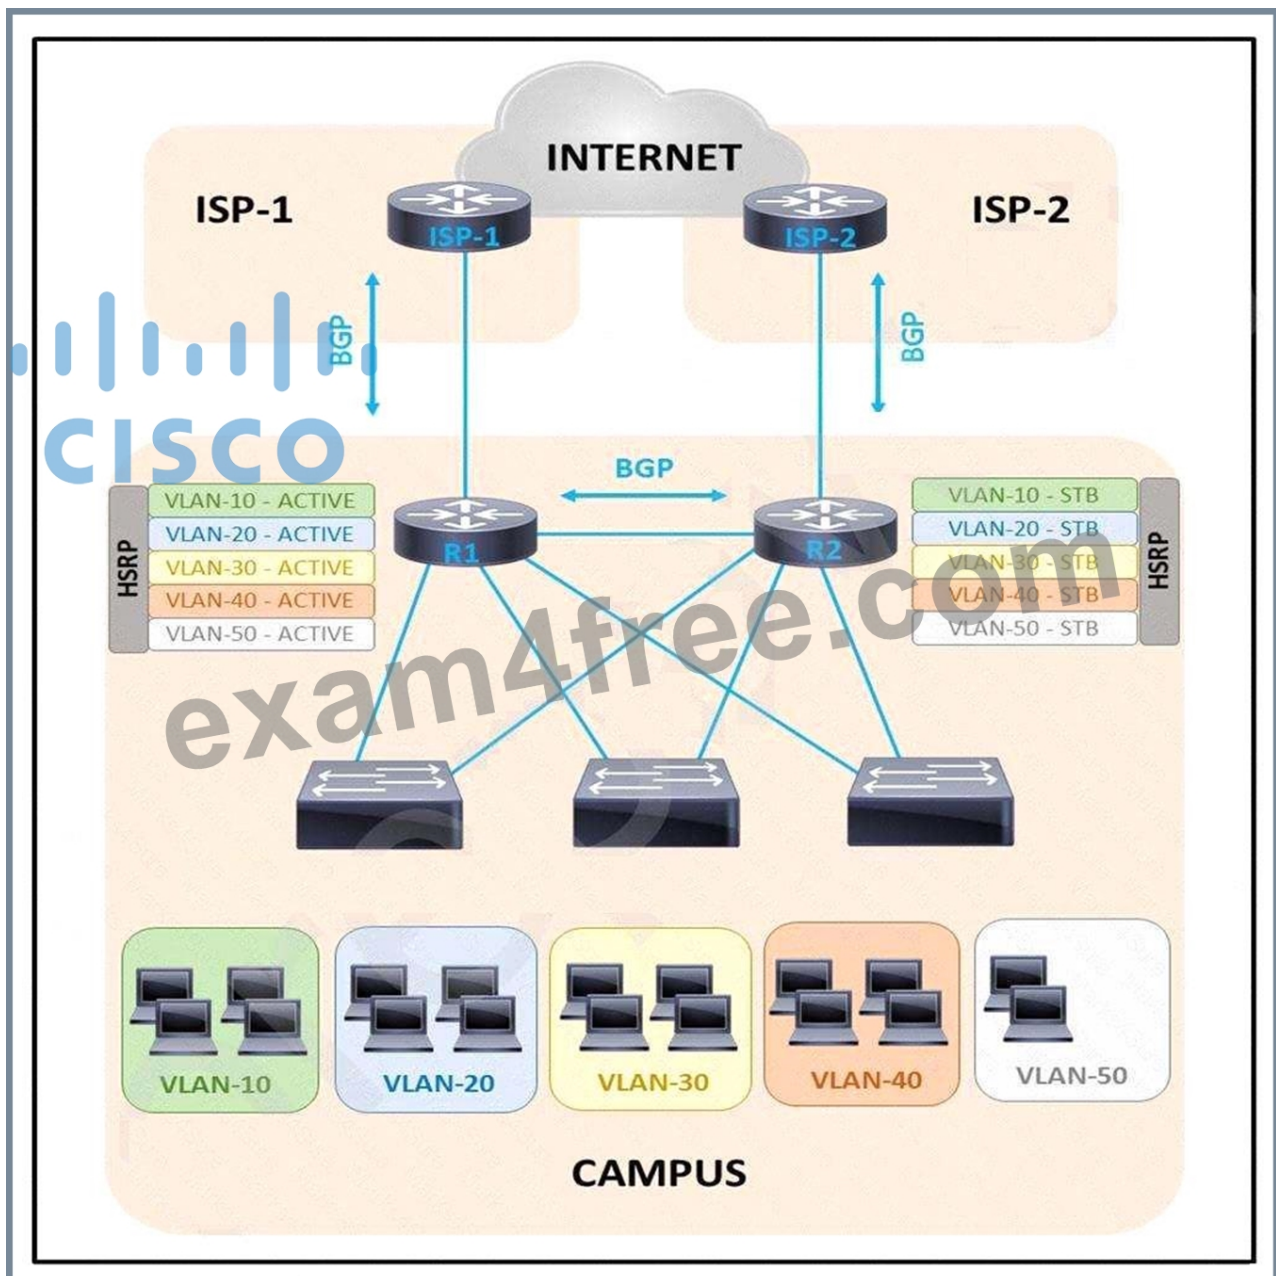 INTERNET
ISP-1
ISP-2
ISP-1
ISP-2
BGP
BGP
CISCO
BGP
HSRP
VLAN-10 - ACTIVE
VLAN-20 - ACTIVE
VLAN-30 - ACTIVE
VLAN-40 - ACTIVE
VLAN-50 - ACTIVE
R1
R2
VLAN-10 - STB
VLAN-20 - STB
VLAN-30 - STB
VLAN-40 - STB
VLAN-50 - STB
HSRP
exam4free.com
VLAN-10
VLAN-20
VLAN-30
VLAN-40
VLAN-50
CAMPUS